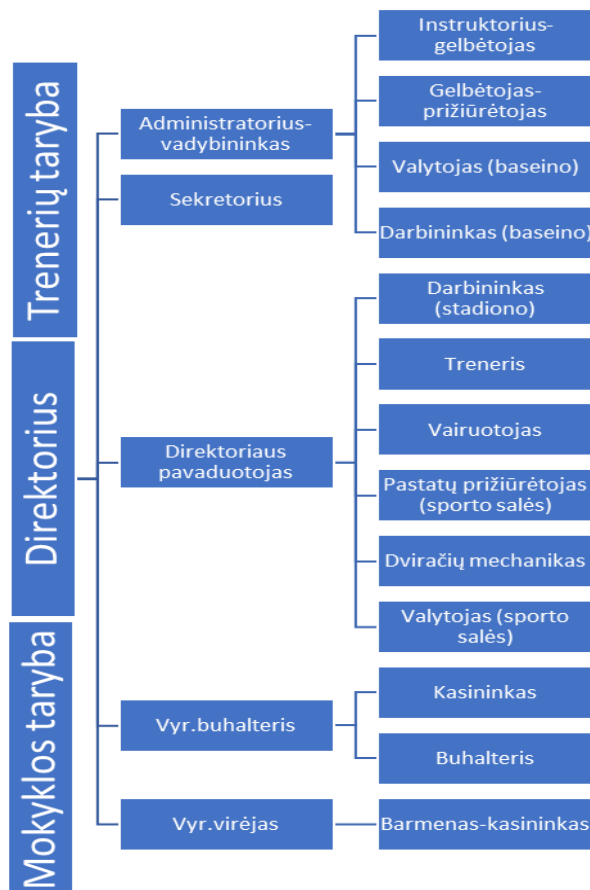 Trenerių taryba
Direktorius
Mokyklos taryba
Administratorius-
vadybininkas
Sekretorius
Direktoriaus
pavaduotojas
Vyr.buhalteris
Vyr.virėjas
Instruktorius-
gelbėtojas
Gelbėtojas-
prižiūrėtojas
Valytojas (baseino)
Darbininkas (baseino)
Darbininkas
(stadiono)
Treneris
Vairuotojas
Pastatų prižiūrėtojas
(sporto salės)
Dviračių mechanikas
Valytojas (sporto
salės)
Kasininkas
Buhalteris
Barmenas-kasininkas